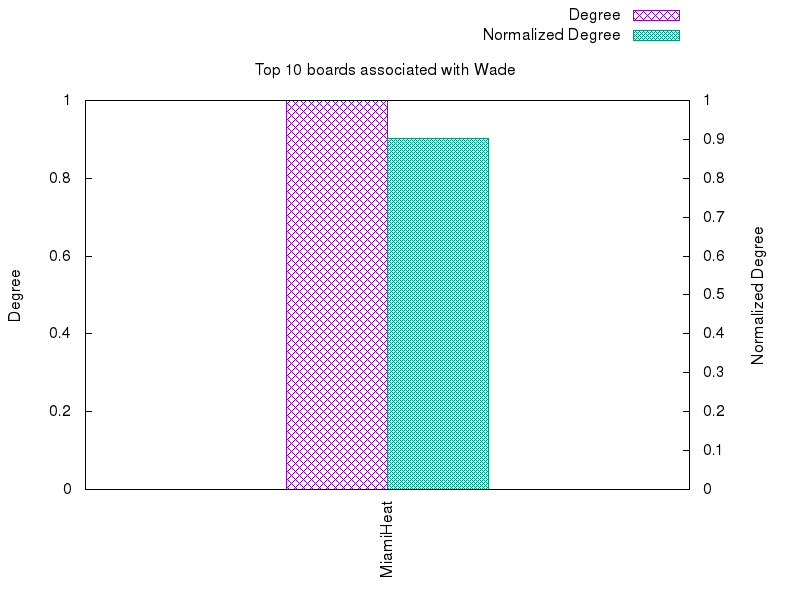 Degree
Normalized Degree
Top 10 boards associated with Wade
1
0.8
0.6
0.4
0.2
0
Degree
1
0.9
0.8
0.7
0.6
0.5
0.4
0.3
0.2
0.1
0
Normalized Degree
MiamiHeat